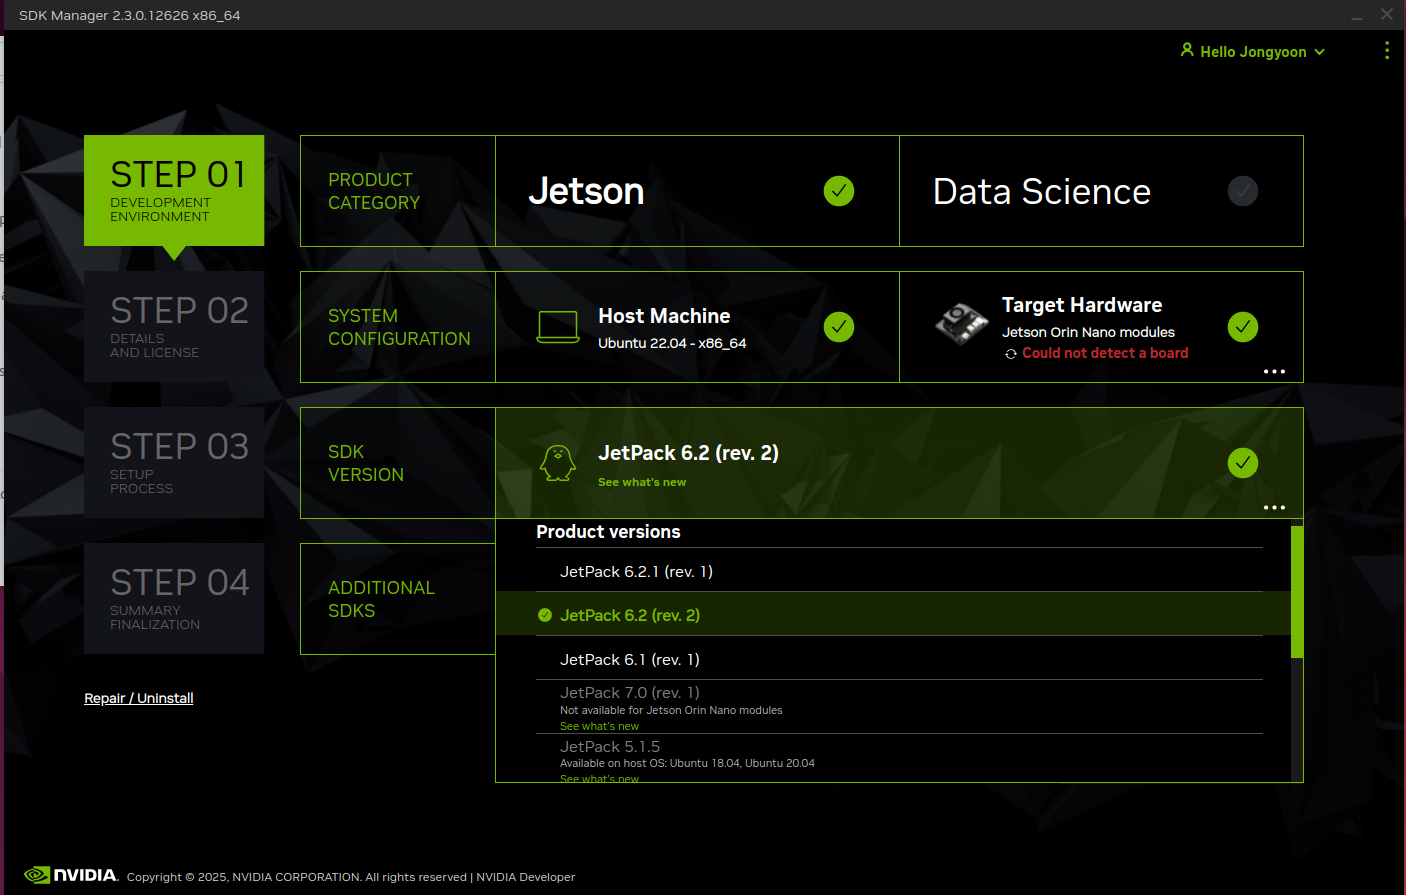 SDK Manager 2.3.0.12626 x86_64
Hello Jongyoon
STEP 01
DEVELOPMENT
ENVIRONMENT
PRODUCT
CATEGORY
Jetson
Data Science
STEP 02
DETAILS
AND LICENSE
SYSTEM
CONFIGURATION
Host Machine
Ubuntu 22.04 - x86_64
Target Hardware
Jetson Orin Nano modules
Could not detect a board
STEP 03
SETUP
PROCESS
SDK
VERSION
JetPack 6.2 (rev. 2)
See what's new
STEP 04
SUMMARY
FINALIZATION
ADDITIONAL
SDKS
Product versions
JetPack 6.2.1 (rev. 1)
JetPack 6.2 (rev. 2)
JetPack 6.1 (rev. 1)
JetPack 7.0 (rev. 1)
Not available for Jetson Orin Nano modules
See what's new
JetPack 5.1.5
Available on host OS: Ubuntu 18.04, Ubuntu 20.04
See what's new
Repair / Uninstall
NVIDIA. Copyright © 2025, NVIDIA CORPORATION. All rights reserved | NVIDIA Developer